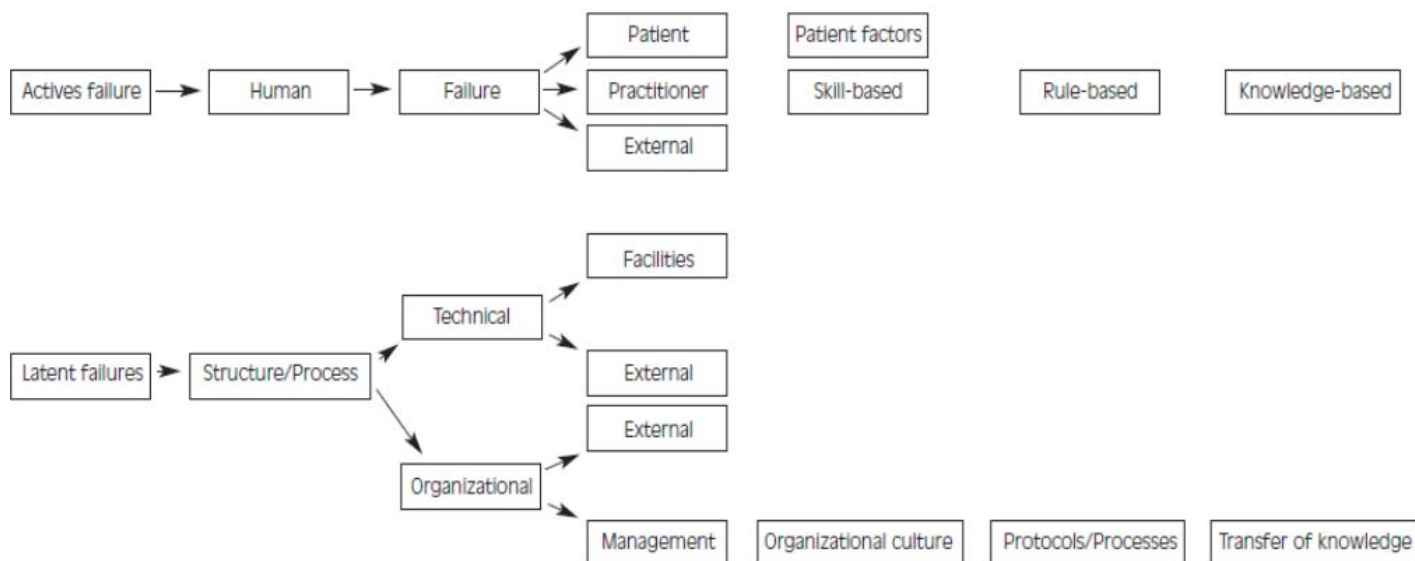 Patient
Patient factors
Actives failure
Human
Failure
Practitioner
Skill-based
Rule-based
Knowledge-based
External
Facilities
Technical
Latent failures
Structure/Process
External
External
Organizational
Management
Organizational culture
Protocols/Processes
Transfer of knowledge